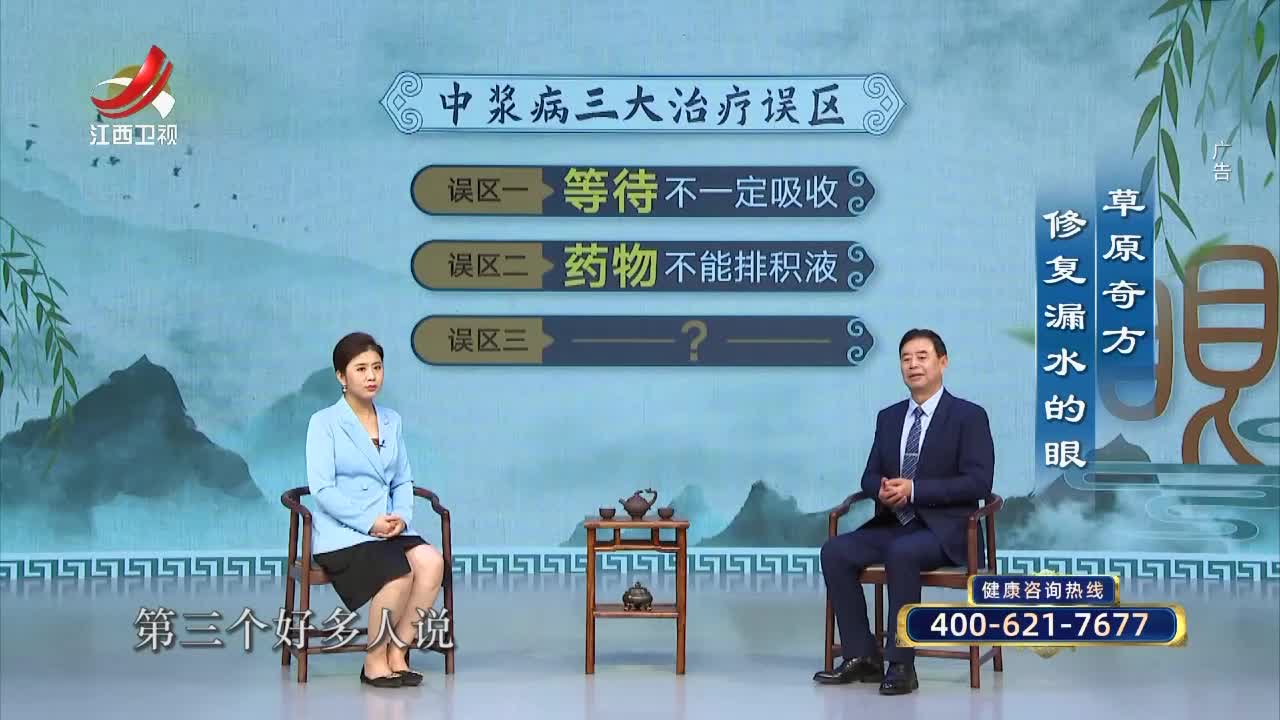 江西卫视
中浆病三大治疗误区
误区一 等待不一定吸收
误区二 药物不能排积液
误区三 ——?——
广告
草原奇方
修复漏水的眼
眼
第三个好多人说
健康咨询热线
400-621-7677